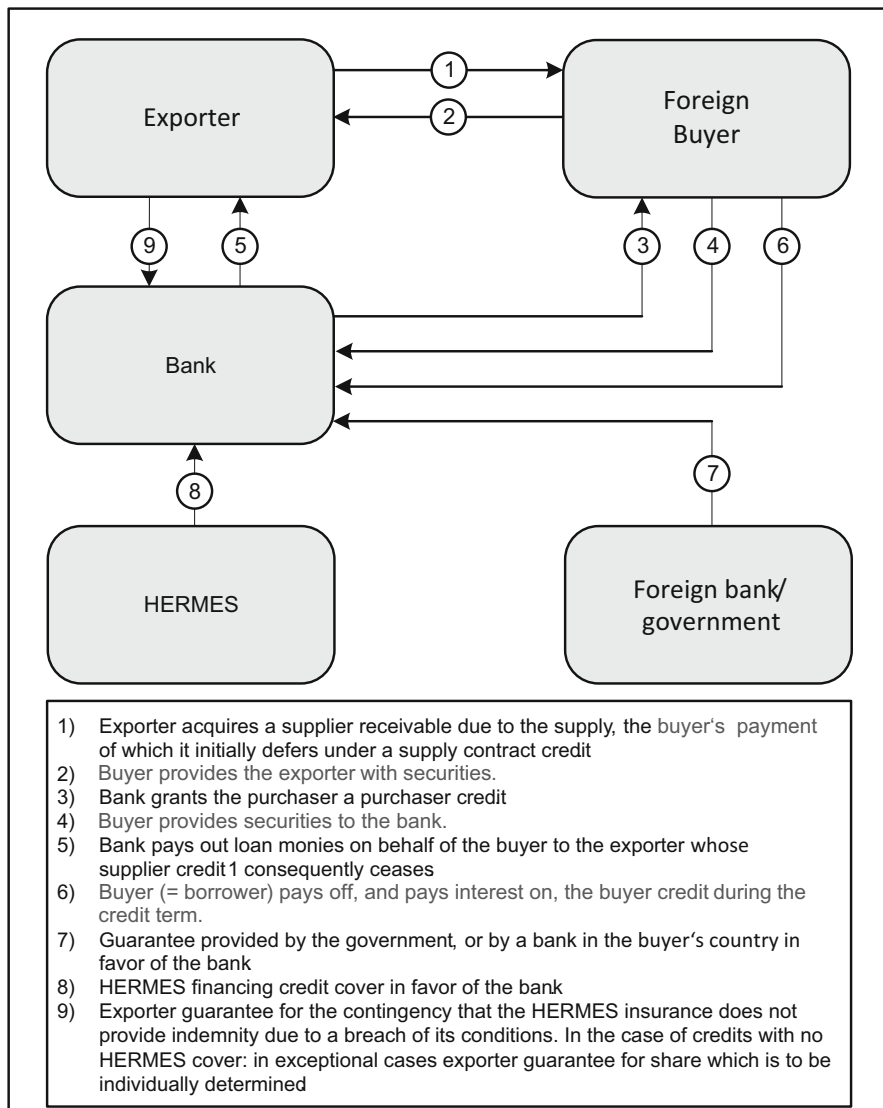 1
Exporter
Foreign
Buyer
2
9
5
3
4
6
Bank
7
8
HERMES
Foreign bank/
government
1) Exporter acquires a supplier receivable due to the supply, the buyer‘s payment
of which it initially defers under a supply contract credit
2) Buyer provides the exporter with securities.
3) Bank grants the purchaser a purchaser credit
4) Buyer provides securities to the bank.
5) Bank pays out loan monies on behalf of the buyer to the exporter whose
supplier credit 1 consequently ceases
6) Buyer (= borrower) pays off, and pays interest on, the buyer credit during the
credit term.
7) Guarantee provided by the government, or by a bank in the buyer‘s country in
favor of the bank
8) HERMES financing credit cover in favor of the bank
9) Exporter guarantee for the contingency that the HERMES insurance does not
provide indemnity due to a breach of its conditions. In the case of credits with no
HERMES cover: in exceptional cases exporter guarantee for share which is to be
individually determined